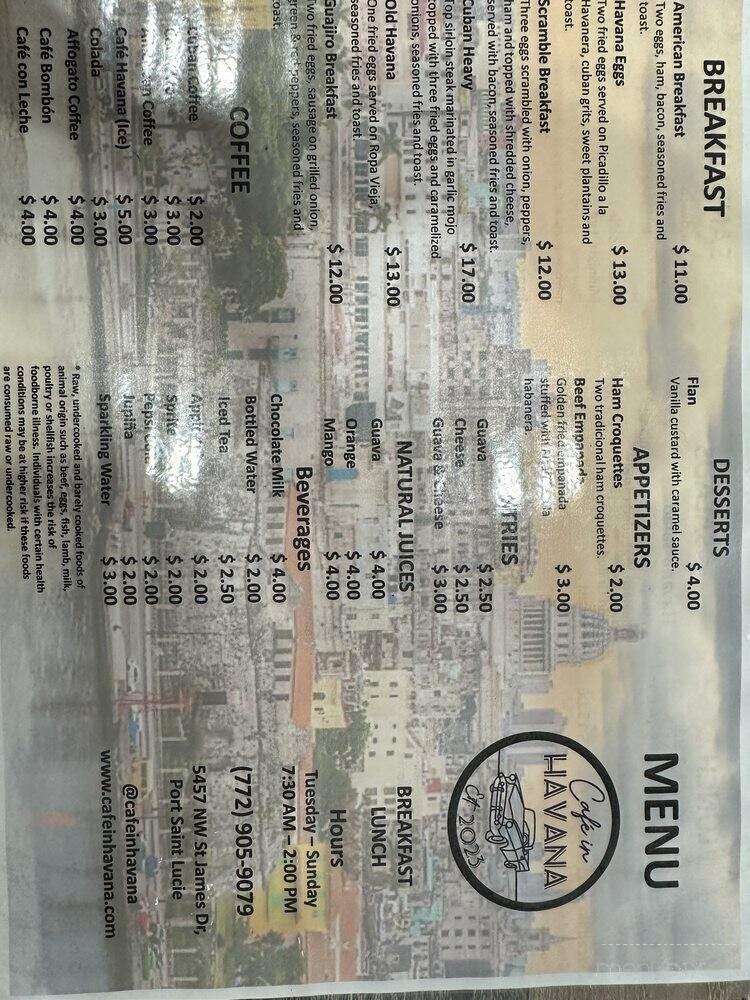 BREAKFAST
American Breakfast $ 11.00
Two eggs, ham, bacon, seasoned fries and
toast.
Havana Eggs $ 13.00
Two fried eggs served on Picadillo a la
Havanera, cuban grits, sweet plantains and
toast.
Scramble Breakfast $ 12.00
Three eggs scrambled with onion, peppers,
ham and topped with shredded cheese,
served with bacon, seasoned fries and toast.
Cuban Heavy $ 17.00
Top sirloin steak marinated in garlic mojo
topped with three fried eggs and caramelized
onions, seasoned fries and toast.
Old Havana $ 13.00
One fried eggs served on Ropa Vieja,
seasoned fries and toast.
Guajiro Breakfast $ 12.00
Two fried eggs, sausage on grilled onion,
green & red peppers, seasoned fries and
toast.
COFFEE
Cuban Coffee $ 2.00
$ 3.00
Coffee $ 3.00
Café Havana (Ice) $ 5.00
Colada $ 3.00
Affogato Coffee $ 4.00
Café Bombón $ 4.00
Café con Leche $ 4.00
DESSERTS
Flan $ 4.00
Vanilla custard with caramel sauce.
APPETIZERS
Ham Croquettes $ 2.00
Two tradicional ham croquettes.
Beef Empanada $ 3.00
Golden fried empanada
stuffed with
habanera
Guava $ 2.50
Cheese $ 2.50
Guava & Cheese $ 3.00
NATURAL JUICES
Guava $ 4.00
Orange $ 4.00
Mango $ 4.00
Beverages
Chocolate Milk $ 4.00
Bottled Water $ 2.00
Iced Tea $ 2.50
$ 2.00
Sprite $ 2.00
Pepsi $ 2.00
Jupiña $ 2.00
Sparkling Water $ 3.00
* Raw, undercooked and barely cooked foods of
animal origin such as beef, eggs, fish, lamb, milk,
poultry or shellfish increases the risk of
foodborne illness. Individuals with certain health
conditions may be at higher risk if these foods
are consumed raw or undercooked.
MENU
Café in
HAVANA
est 2023
BREAKFAST
LUNCH
Hours
Tuesday – Sunday
7:30 AM – 2:00 PM
(772) 905-9079
5457 NW St James Dr,
Port Saint Lucie
@cafeinhavana
www.cafeinhavana.com